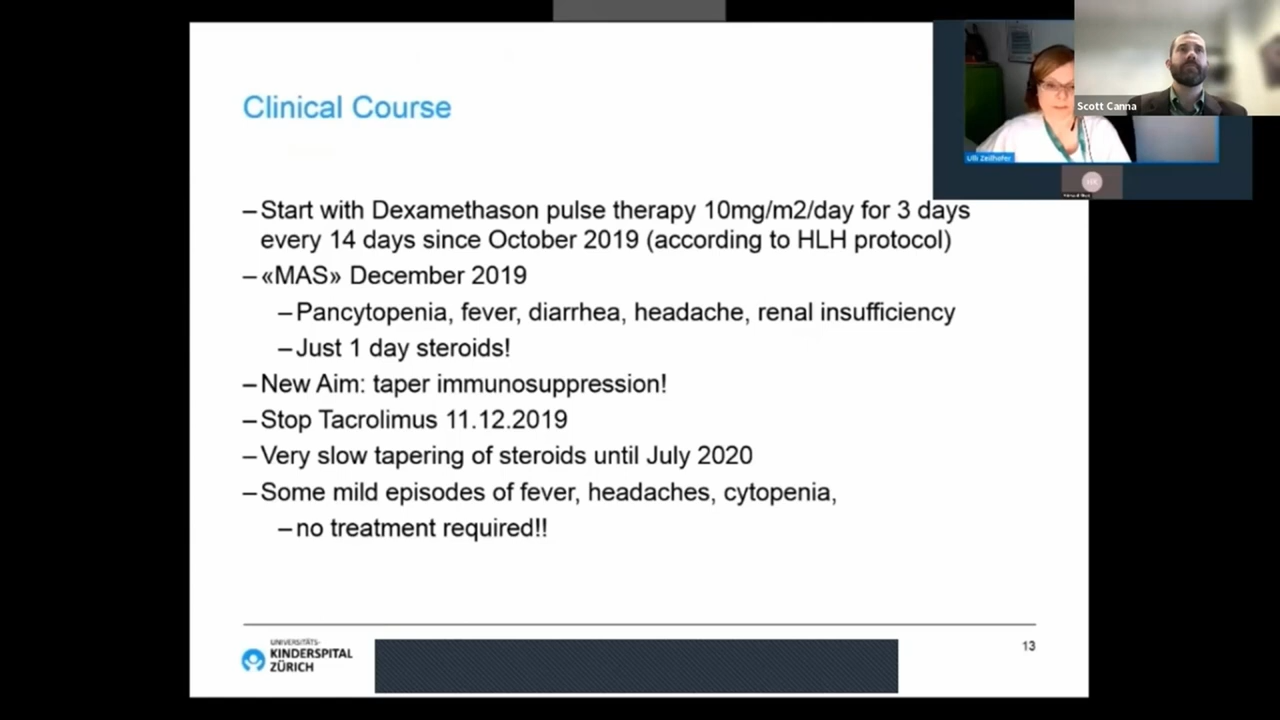 Clinical Course
Scott Canna
Ulli Zeilhofer
HK
–Start with Dexamethason pulse therapy 10mg/m2/day for 3 days
every 14 days since October 2019 (according to HLH protocol)
–«MAS» December 2019
–Pancytopenia, fever, diarrhea, headache, renal insufficiency
–Just 1 day steroids!
–New Aim: taper immunosuppression!
–Stop Tacrolimus 11.12.2019
–Very slow tapering of steroids until July 2020
–Some mild episodes of fever, headaches, cytopenia,
–no treatment required!!
UNIVERSITÄTS-
KINDERSPITAL
ZÜRICH
13